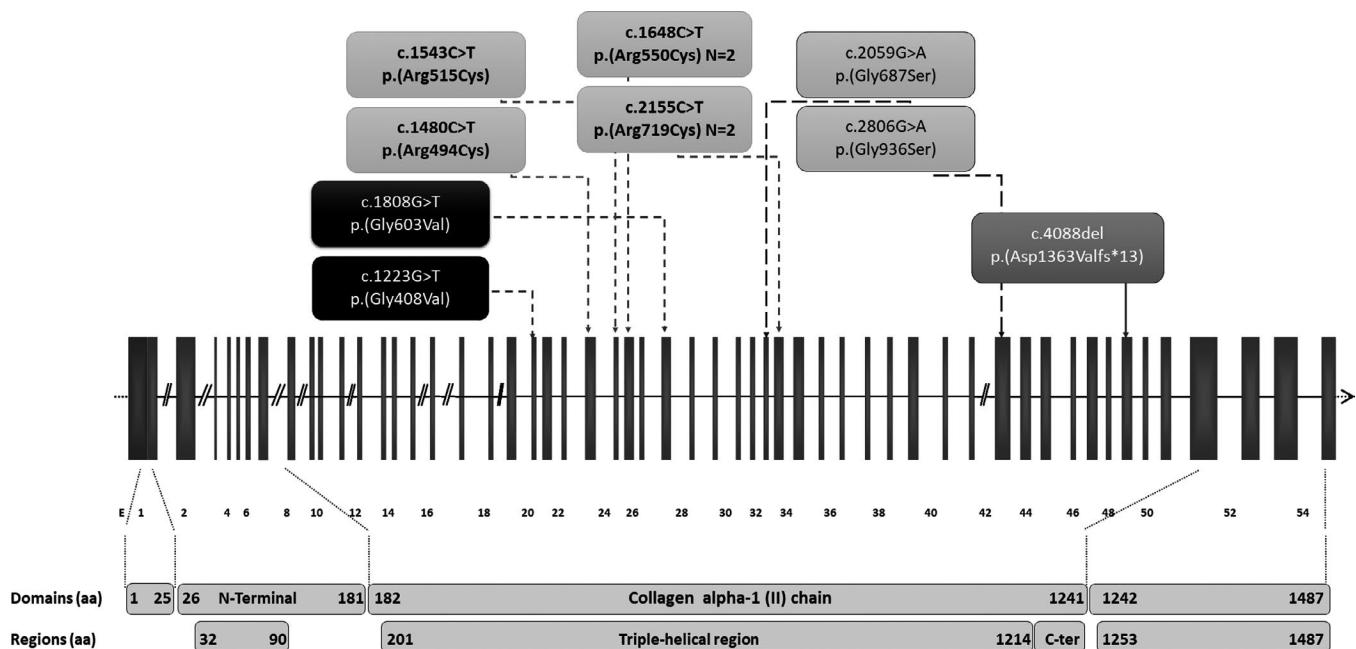 c.1543C>T
p.(Arg515Cys)
c.1648C>T
p.(Arg550Cys) N=2
c.2059G>A
p.(Gly687Ser)
c.1480C>T
p.(Arg494Cys)
c.2155C>T
p.(Arg719Cys) N=2
c.2806G>A
p.(Gly936Ser)
c.1808G>T
p.(Gly603Val)
c.4088del
p.(Asp1363Valfs*13)
c.1223G>T
p.(Gly408Val)
E 1 2 4 6 8 10 12 14 16 18 20 22 24 26 28 30 32 34 36 38 40 42 44 46 48 50 52 54
Domains (aa) 1 25 26 N-Terminal 181 182 Collagen alpha-1 (II) chain 1241 1242 1487
Regions (aa) 32 90 201 Triple-helical region 1214 C-ter 1253 1487